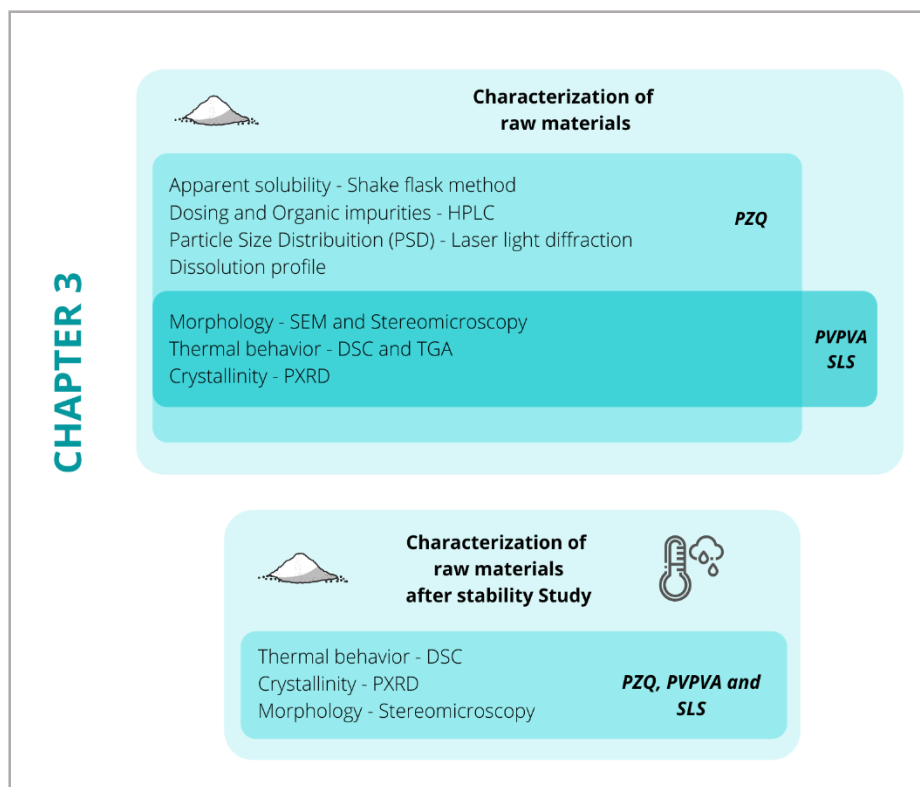 CHAPTER 3
Characterization of
raw materials
Apparent solubility - Shake flask method
Dosing and Organic impurities - HPLC
Particle Size Distribuition (PSD) - Laser light diffraction
Dissolution profile
PZQ
Morphology - SEM and Stereomicroscopy
Thermal behavior - DSC and TGA
Crystallinity - PXRD
PVPVA
SLS
Characterization of
raw materials
after stability Study
Thermal behavior - DSC
Crystallinity - PXRD
Morphology - Stereomicroscopy
PZQ, PVPVA and
SLS